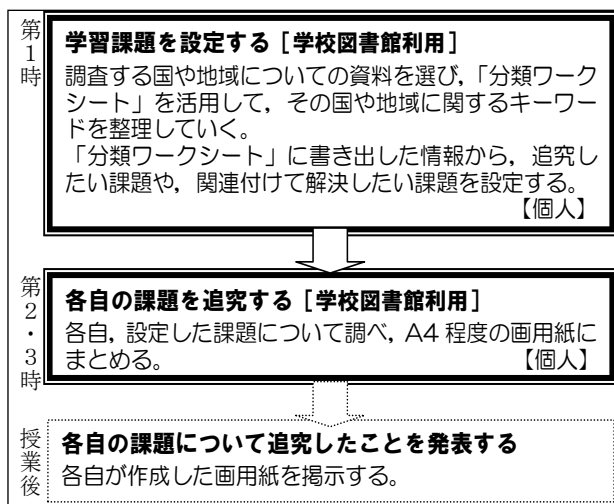 第1時
学習課題を設定する［学校図書館利用］
調査する国や地域についての資料を選び，「分類ワーク
シート」を活用して，その国や地域に関するキーワー
ドを整理していく。
「分類ワークシート」に書き出した情報から，追究し
たい課題や，関連付けて解決したい課題を設定する。
【個人】
第2・3時
各自の課題を追究する［学校図書館利用］
各自，設定した課題について調べ，A4 程度の画用紙に
まとめる。　【個人】
授業後
各自の課題について追究したことを発表する
各自が作成した画用紙を掲示する。